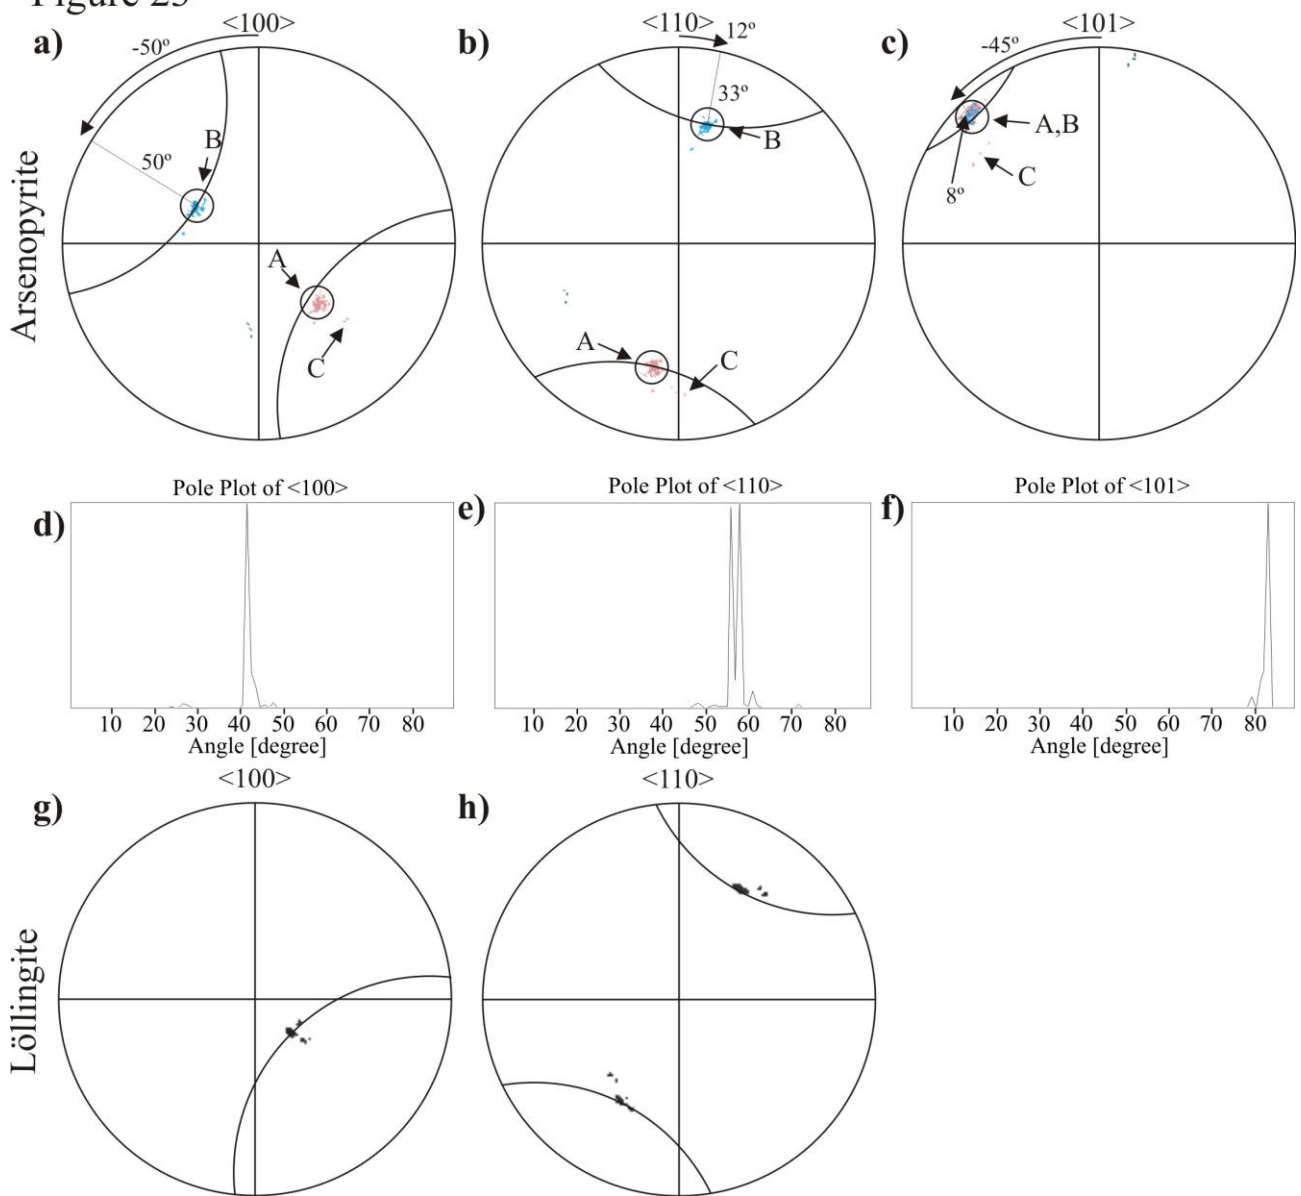 Figure 23
<100> <110> <101>
a) -50º b) 12º c) -45º
B 50º A C
33º B A C
A,B C 8º
Arsenopyrite
Pole Plot of <100> Pole Plot of <110> Pole Plot of <101>
d) e) f)
10 20 30 40 50 60 70 80 10 20 30 40 50 60 70 80 10 20 30 40 50 60 70 80
Angle [degree] Angle [degree] Angle [degree]
<100> <110>
g) h)
Löllingite